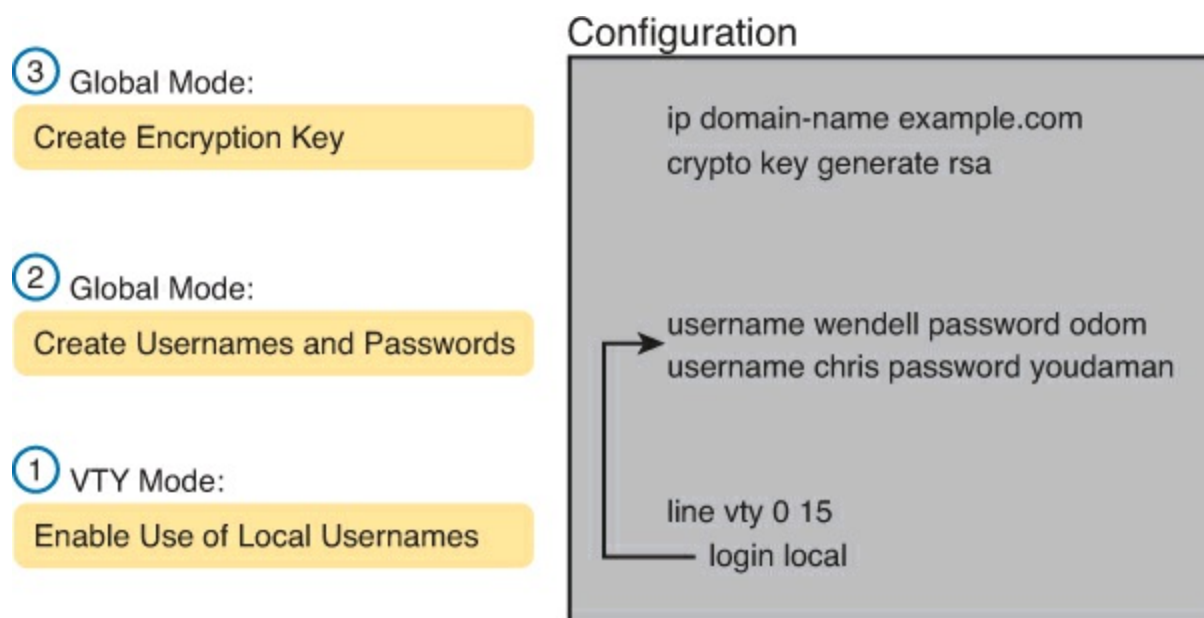 Configuration
3 Global Mode:
Create Encryption Key
ip domain-name example.com
crypto key generate rsa
2 Global Mode:
Create Usernames and Passwords
username wendell password odom
username chris password youdaman
1 VTY Mode:
Enable Use of Local Usernames
line vty 0 15
login local